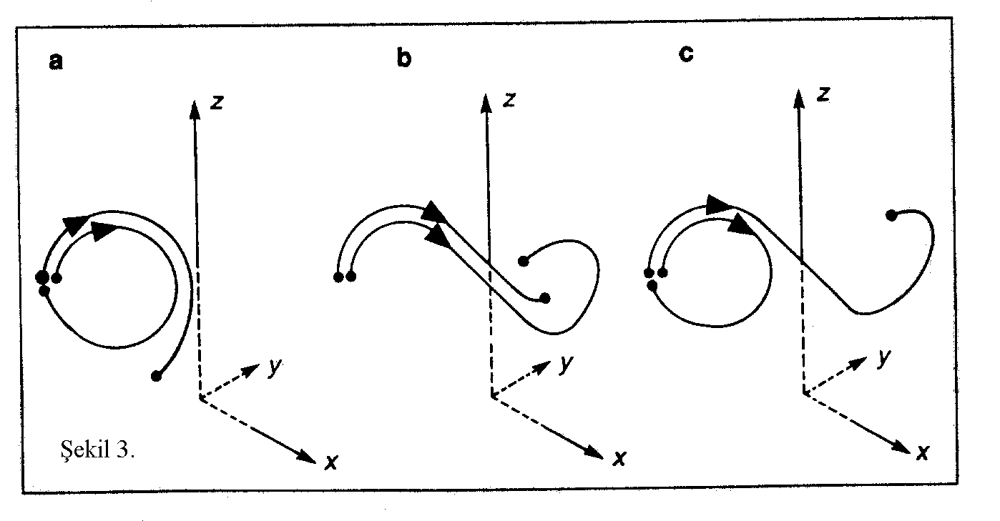 a b c
z z z
y y y
x x x
Şekil 3.